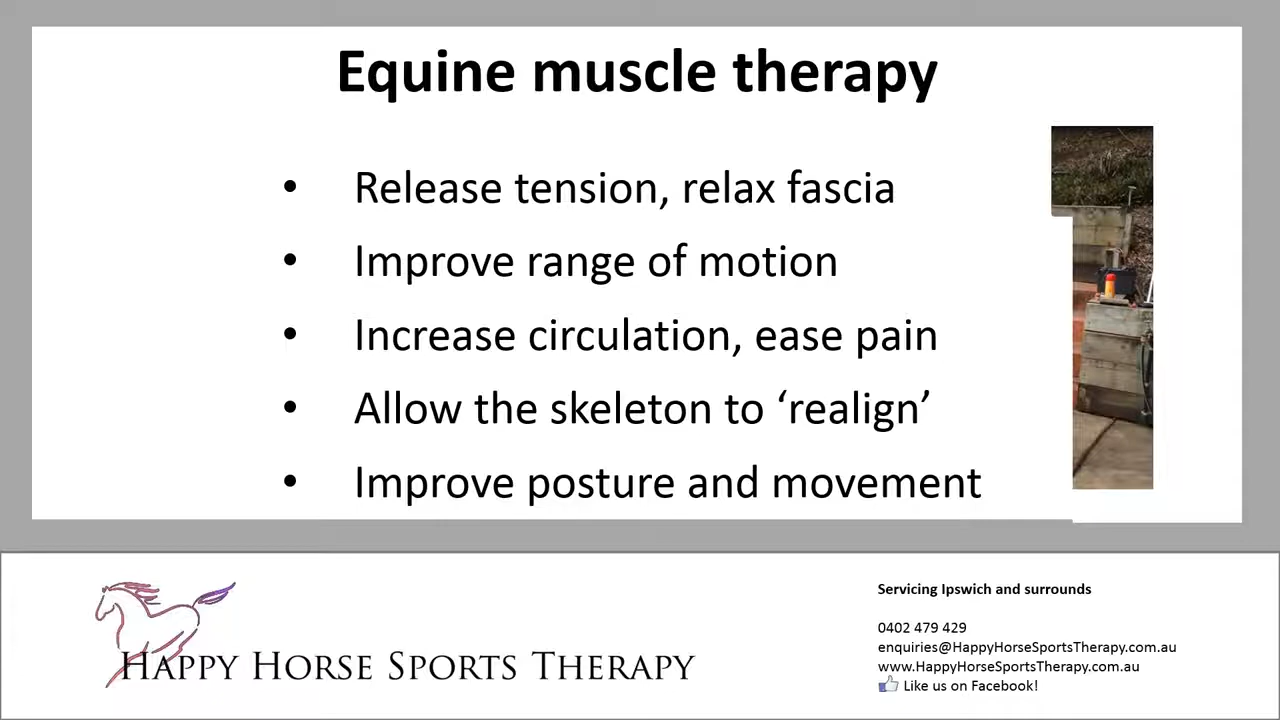 Equine muscle therapy
• Release tension, relax fascia
• Improve range of motion
• Increase circulation, ease pain
• Allow the skeleton to ‘realign’
• Improve posture and movement
HAPPY HORSE SPORTS THERAPY
Servicing Ipswich and surrounds
0402 479 429
enquiries@HappyHorseSportsTherapy.com.au
www.HappyHorseSportsTherapy.com.au
Like us on Facebook!